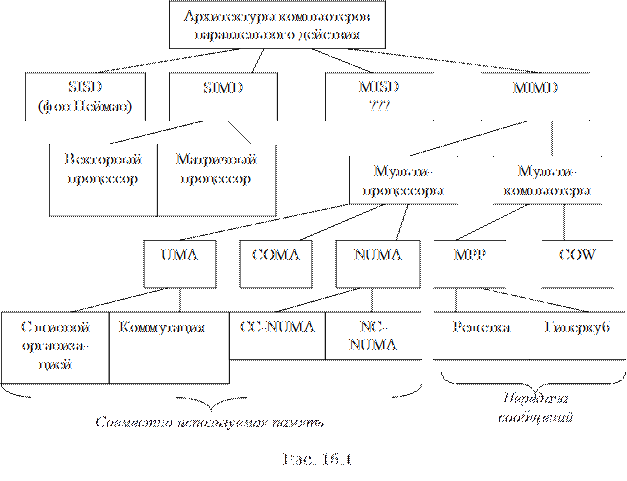 Архитектуры компьютеров
параллельного действия
SISD
(фон Нейман)
SIMD
MISD
???
MIMD
Векторный
процессор
Матричный
процессор
Мульти-
процессоры
Мульти-
компьютеры
UMA
COMA
NUMA
MPP
COW
С шинной
организа-
цией
Коммутация
CC-NUMA
NC-
NUMA
Решетка
Гиперкуб
Совместно используемая память
Передача
сообщений
Рис. 16.1